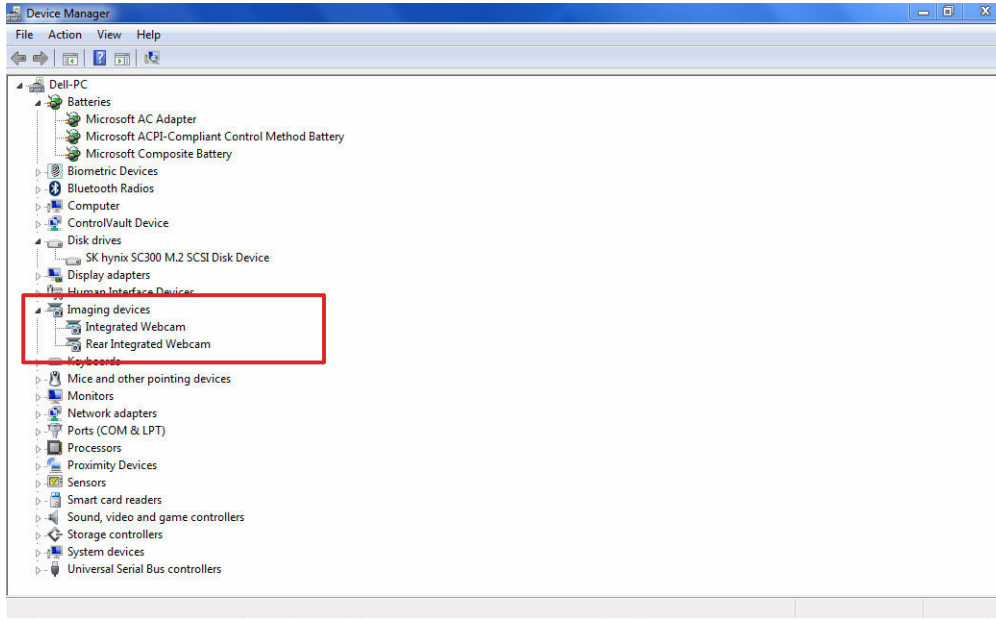 Device Manager
File Action View Help
Dell-PC
Batteries
Microsoft AC Adapter
Microsoft ACPI-Compliant Control Method Battery
Microsoft Composite Battery
Biometric Devices
Bluetooth Radios
Computer
ControlVault Device
Disk drives
SK hynix SC300 M.2 SCSI Disk Device
Display adapters
Human Interface Devices
Imaging devices
Integrated Webcam
Rear Integrated Webcam
Keyboards
Mice and other pointing devices
Monitors
Network adapters
Ports (COM & LPT)
Processors
Proximity Devices
Sensors
Smart card readers
Sound, video and game controllers
Storage controllers
System devices
Universal Serial Bus controllers